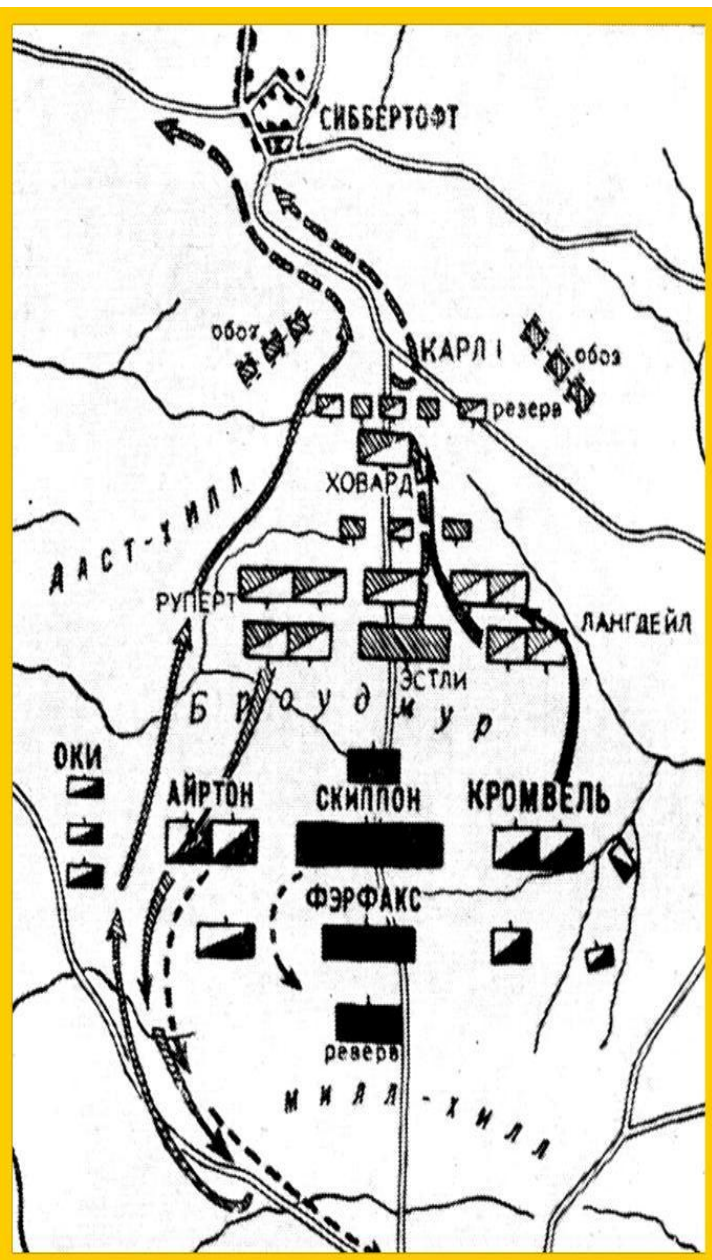 СИББЕРТОФТ
обоз
КАРЛ I
обоз
резерв
ХОВАРД
ДАСТ-ХИЛЛ
РУПЕРТ
ЛАНГДЕЙЛ
ЭСТЛИ
Броудмур
ОКИ
АЙРТОН
СКИППОН
КРОМВЕЛЬ
ФЭРФАКС
резерв
МИЛЛ-ХИЛЛ